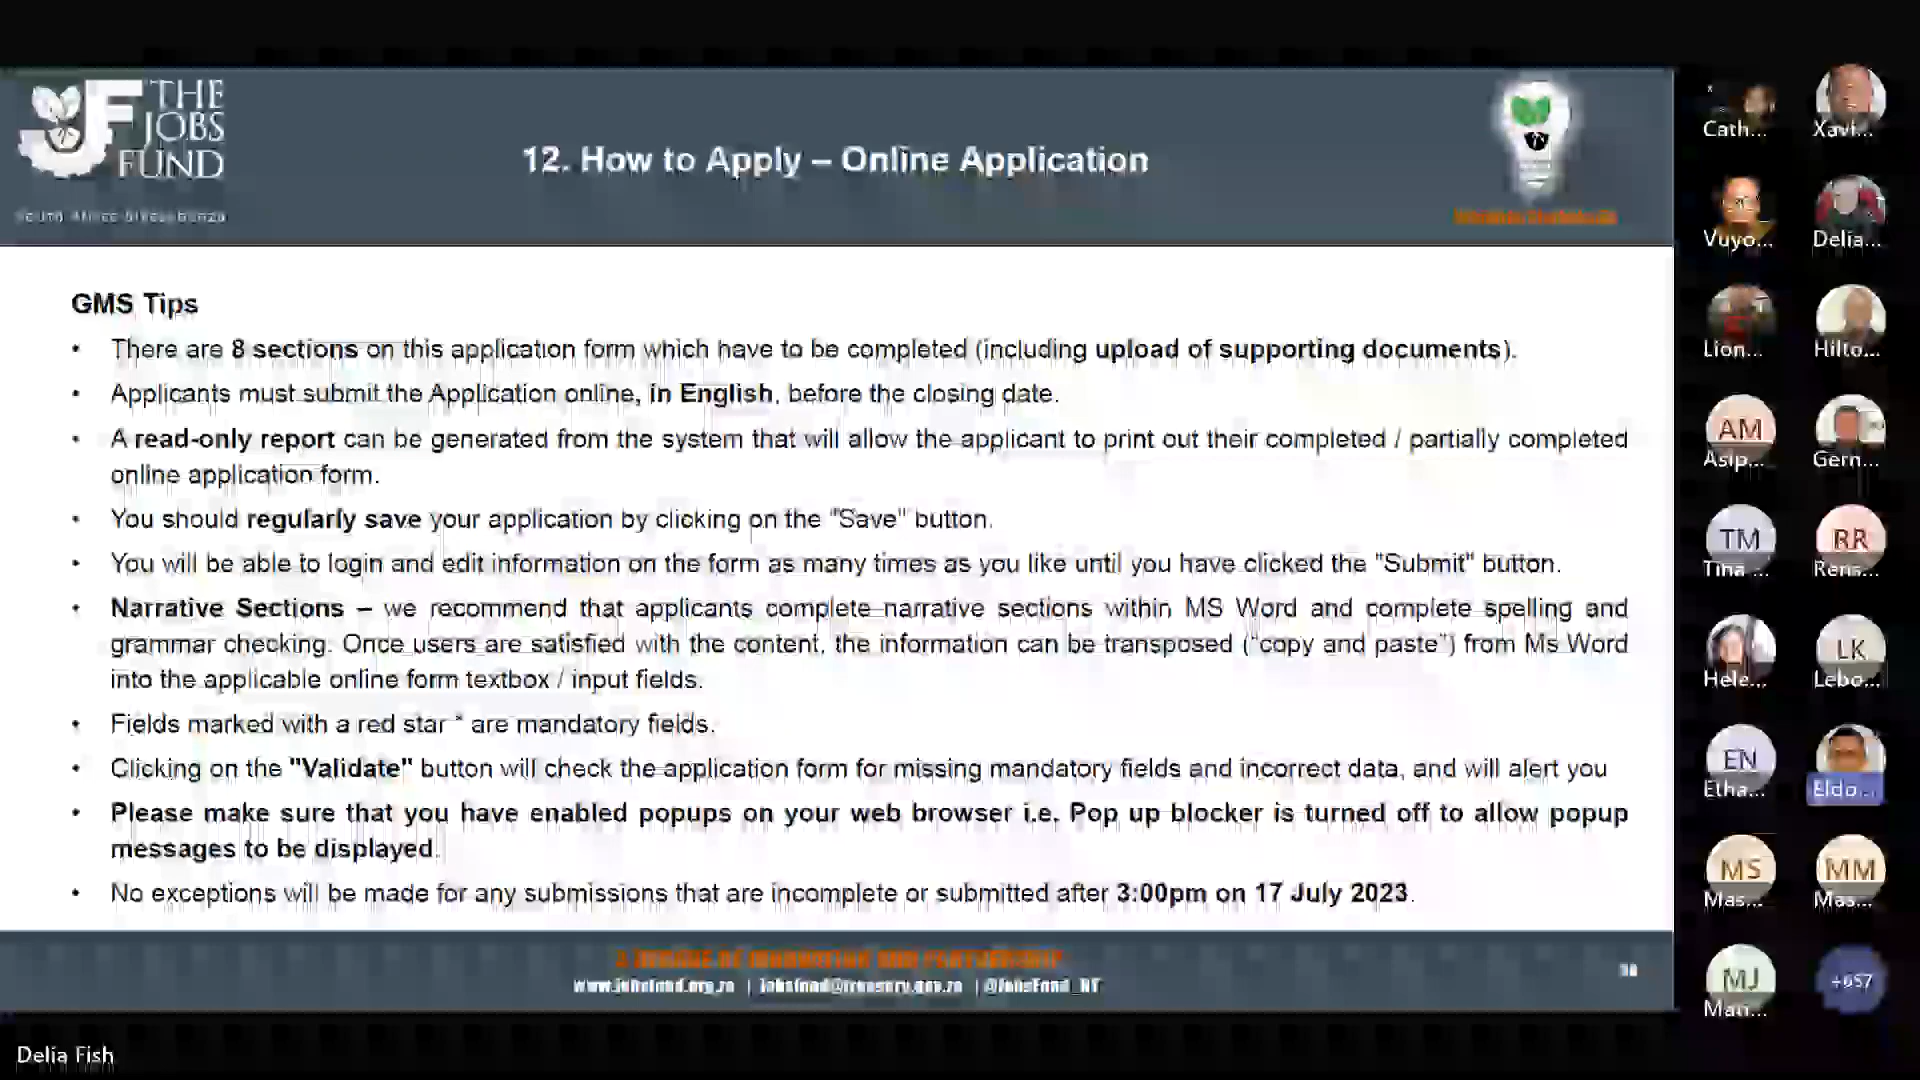 THE
JOBS
FUND
12. How to Apply – Online Application
GMS Tips
• There are 8 sections on this application form which have to be completed (including upload of supporting documents).
• Applicants must submit the Application online, in English, before the closing date.
• A read-only report can be generated from the system that will allow the applicant to print out their completed / partially completed
online application form.
• You should regularly save your application by clicking on the "Save" button.
• You will be able to login and edit information on the form as many times as you like until you have clicked the "Submit" button.
• Narrative Sections – we recommend that applicants complete narrative sections within MS Word and complete spelling and
grammar checking. Once users are satisfied with the content, the information can be transposed ("copy and paste") from Ms Word
into the applicable online form textbox / input fields.
• Fields marked with a red star * are mandatory fields.
• Clicking on the "Validate" button will check the application form for missing mandatory fields and incorrect data, and will alert you
• Please make sure that you have enabled popups on your web browser i.e. Pop up blocker is turned off to allow popup
messages to be displayed.
• No exceptions will be made for any submissions that are incomplete or submitted after 3:00pm on 17 July 2023.
www.jobsfund.org.za | jobsfund@treasury.gov.za | @JobsFund_NT
Delia Fish
Cath...
Xavi...
Vuyo...
Delia...
Lion...
Hilto...
AM
Asip...
Gern...
TM
Tina ...
RR
Rens...
Hele...
LK
Lebo...
EN
Etha...
Eldo...
MS
Mas...
MM
Mas...
MJ
Man...
+657